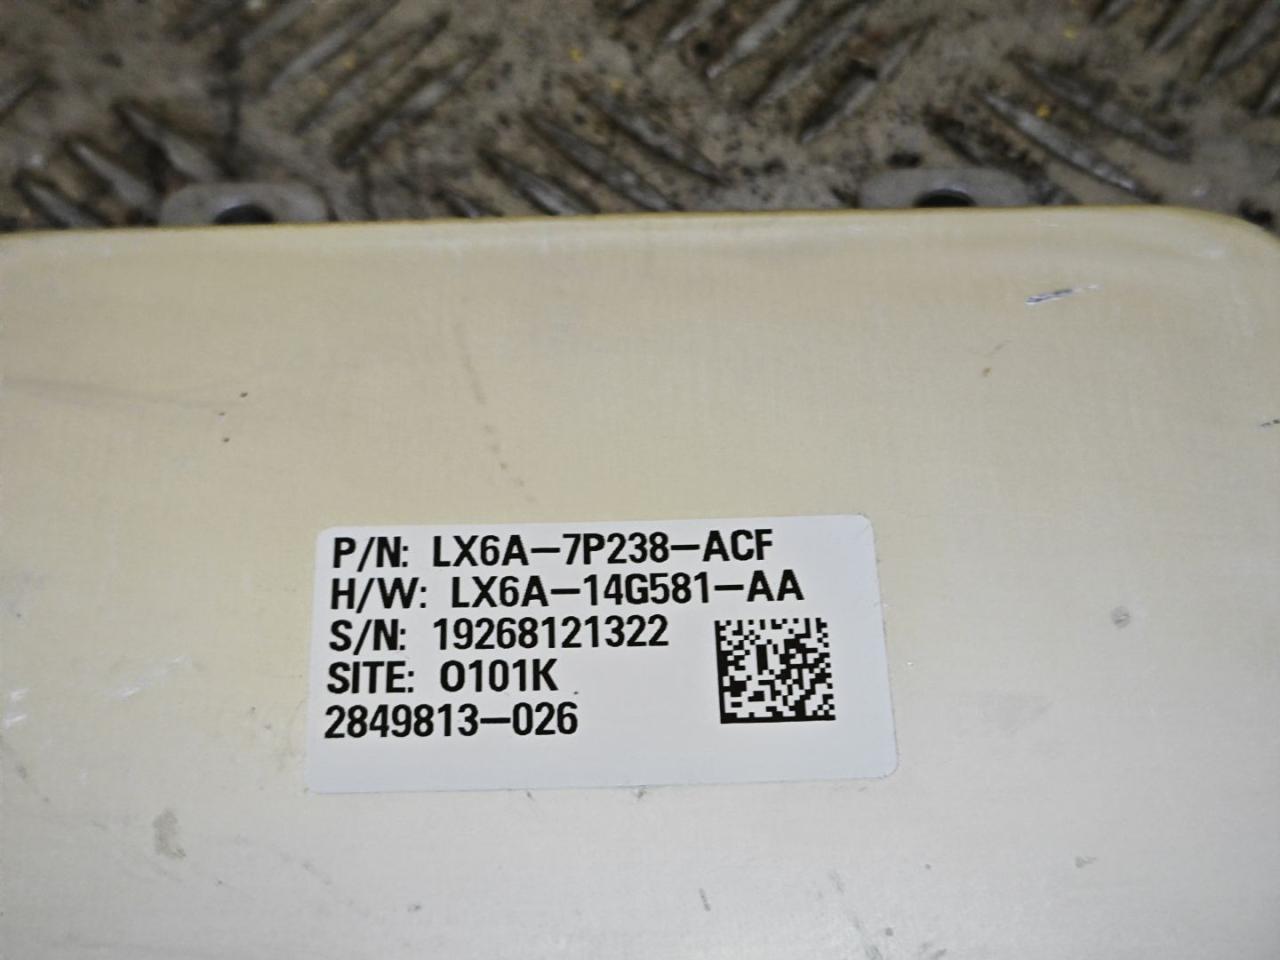 P/N: LX6A-7P238-ACF
H/W: LX6A-14G581-AA
S/N: 19268121322
SITE: O101K
2849813-026